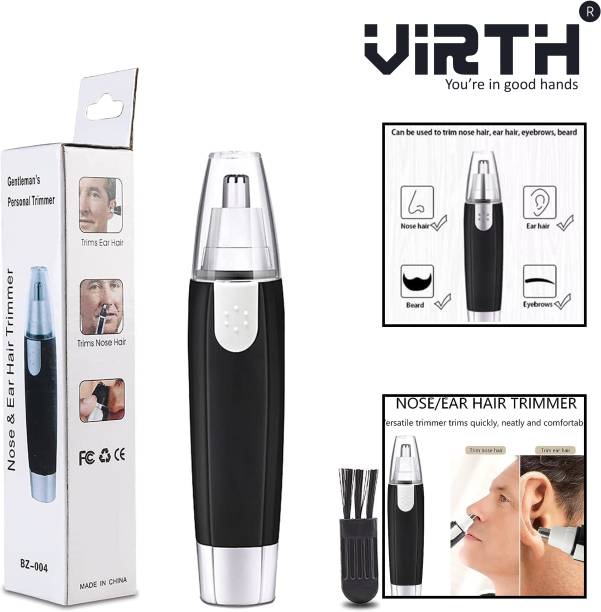 ViRTH ®
You're in good hands
Gentleman's
Personal Trimmer
Trims Ear Hair
Trims Nose Hair
Nose & Ear Hair Trimmer
FC CE
BZ-004
MADE IN CHINA
Can be used to trim nose hair, ear hair, eyebrows, beard
Nose hair
Ear hair
Beard
Eyebrows
NOSE/EAR HAIR TRIMMER
ersatile trimmer trims quickly, neatly and comfortab
Trim nose hair
Trim ear hair